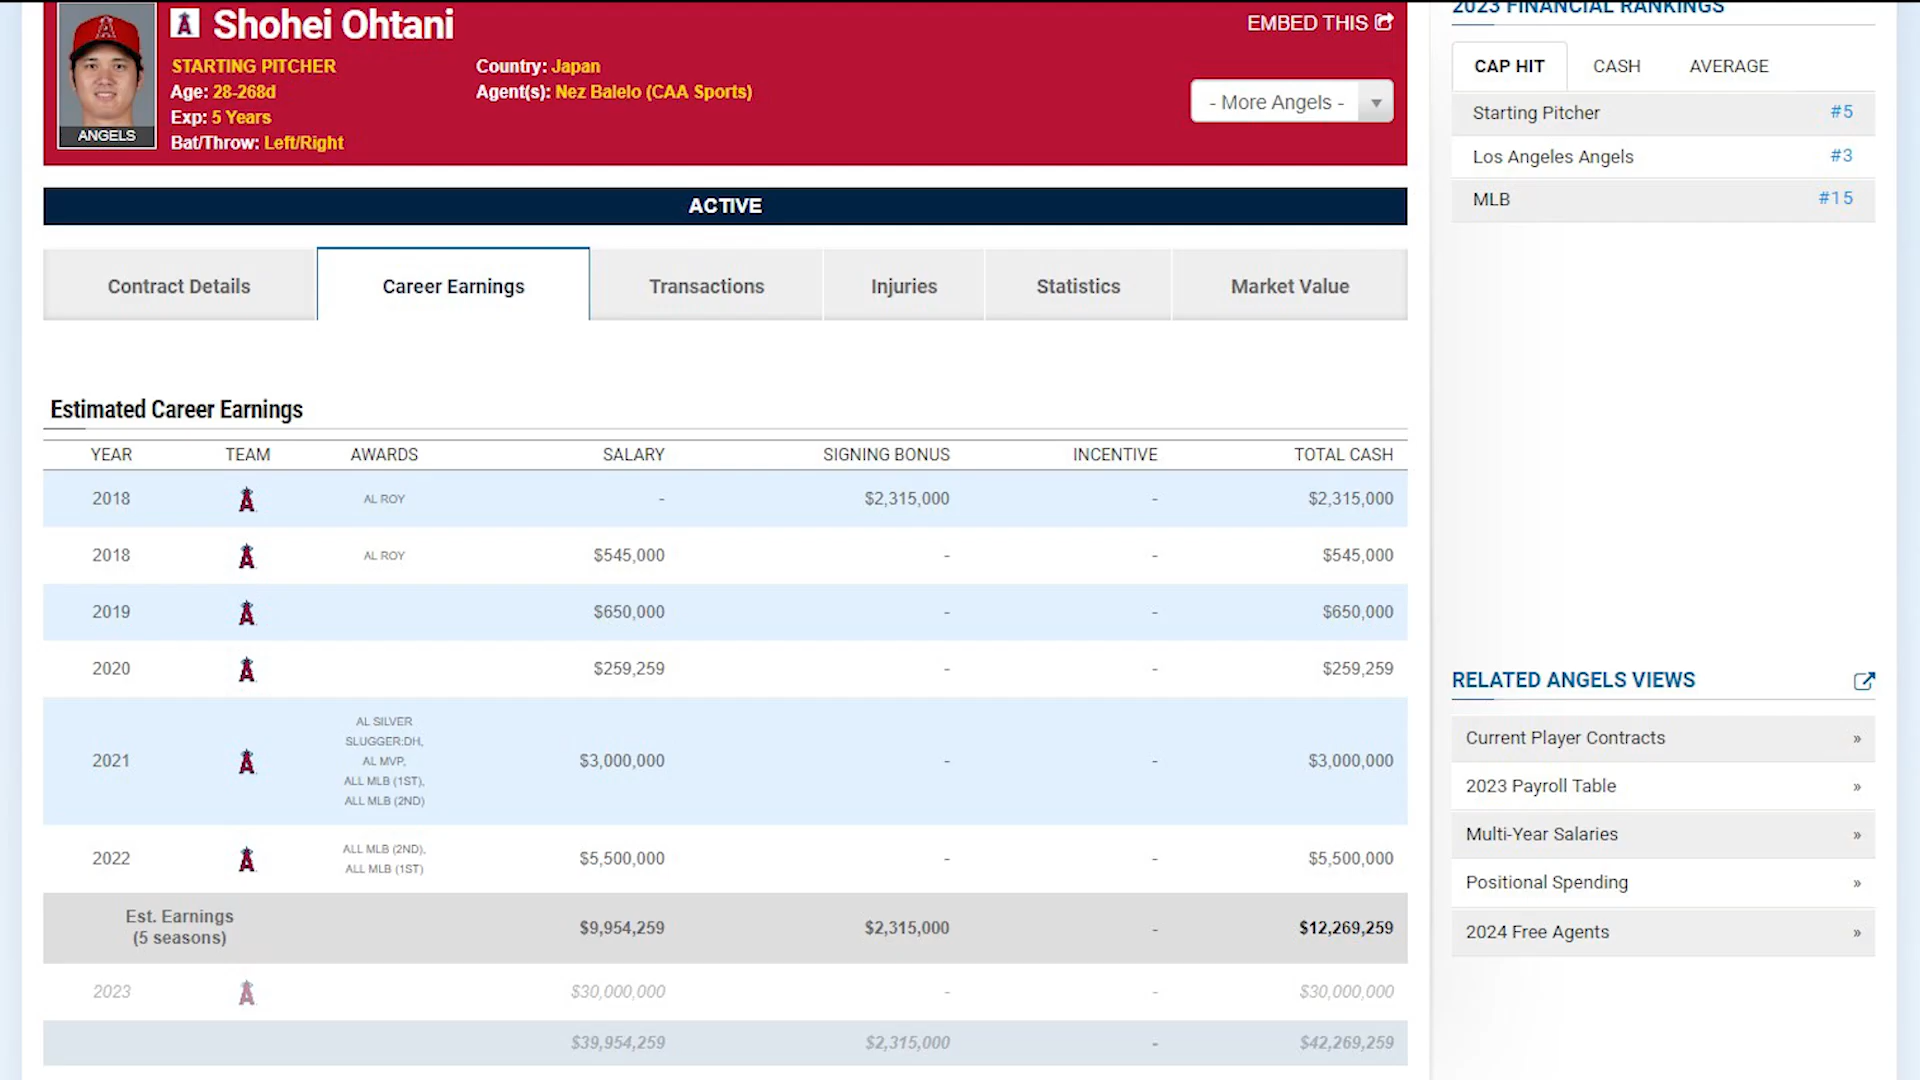 Shohei Ohtani
EMBED THIS
STARTING PITCHER
Age: 28-268d
Exp: 5 Years
Bat/Throw: Left/Right
Country: Japan
Agent(s): Nez Balelo (CAA Sports)
ANGELS
- More Angels -
ACTIVE
Contract Details Career Earnings Transactions Injuries Statistics Market Value
Estimated Career Earnings
YEAR TEAM AWARDS SALARY SIGNING BONUS INCENTIVE TOTAL CASH
2018 AL ROY - $2,315,000 - $2,315,000
2018 AL ROY $545,000 - - $545,000
2019 $650,000 - - $650,000
2020 $259,259 - - $259,259
AL SILVER
SLUGGER:DH,
2021 AL MVP, $3,000,000 - - $3,000,000
ALL MLB (1ST),
ALL MLB (2ND)
2022 ALL MLB (2ND), $5,500,000 - - $5,500,000
ALL MLB (1ST)
Est. Earnings
(5 seasons) $9,954,259 $2,315,000 - $12,269,259
2023 $30,000,000 - - $30,000,000
$39,954,259 $2,315,000 - $42,269,259
2023 FINANCIAL RANKINGS
CAP HIT CASH AVERAGE
Starting Pitcher #5
Los Angeles Angels #3
MLB #15
RELATED ANGELS VIEWS
Current Player Contracts »
2023 Payroll Table »
Multi-Year Salaries »
Positional Spending »
2024 Free Agents »